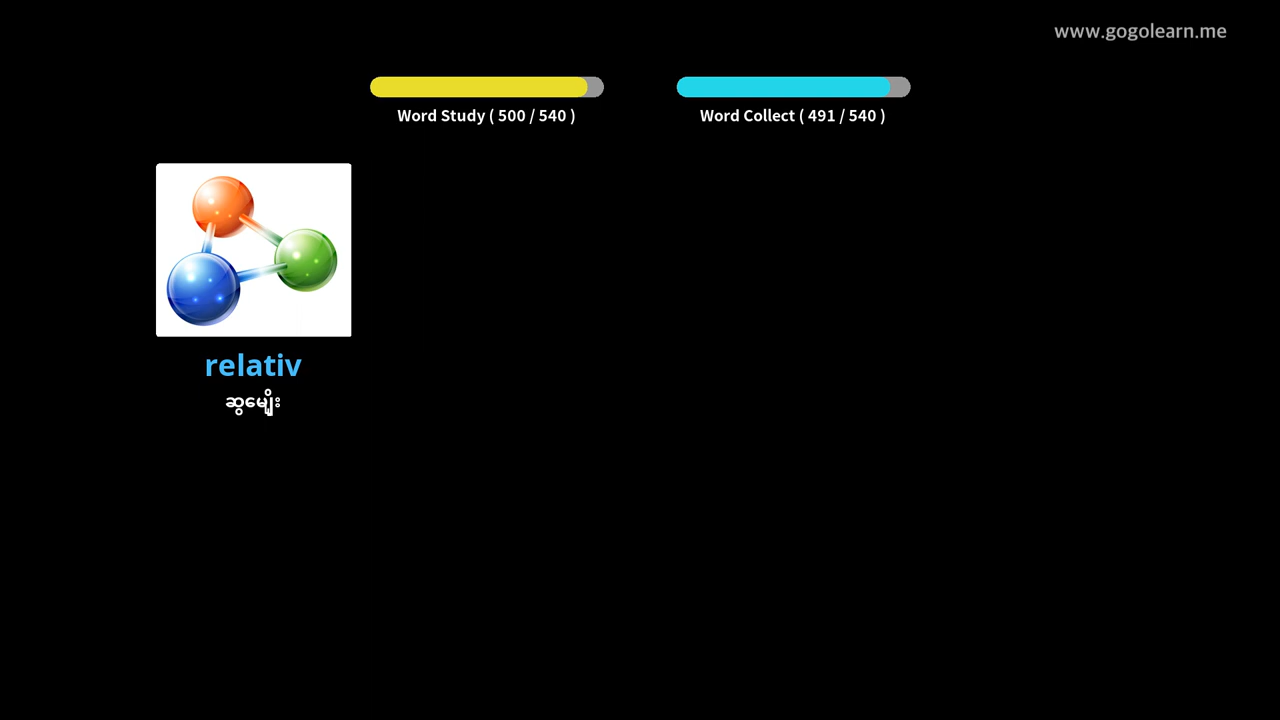 www.gogolearn.me
Word Study ( 500 / 540 )
Word Collect ( 491 / 540 )
relativ
ဆွေမျိုး